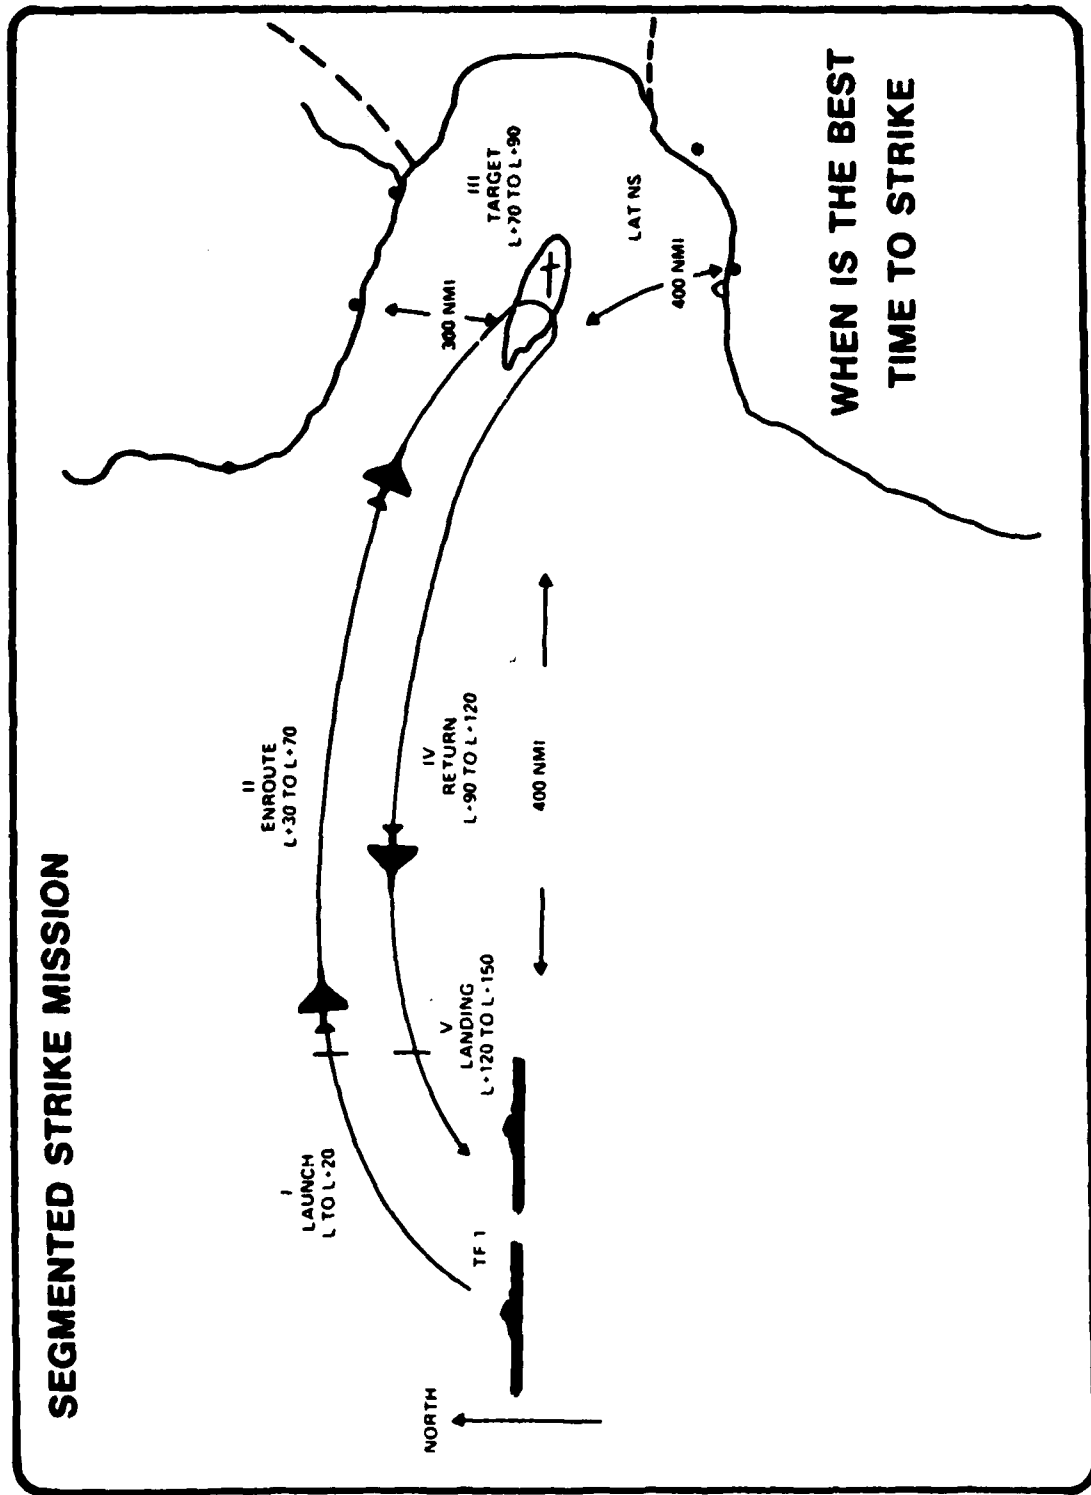 SEGMENTED STRIKE MISSION
I
LAUNCH
L TO L+20
II
ENROUTE
L+30 TO L+70
III
TARGET
L+70 TO L+90
300 NMI
IV
RETURN
L+90 TO L+120
V
LANDING
L+120 TO L+150
NORTH
TF 1
400 NMI
LAT NS
400 NMI
WHEN IS THE BEST
TIME TO STRIKE